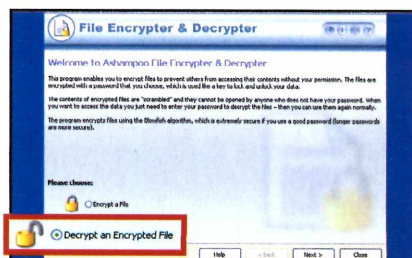 File Encrypter & Decrypter
Welcome to Ashampoo File Encrypter & Decrypter
This program enables you to encrypt files to prevent others from accessing their contents without your permission. The files are
encrypted with a password that you choose, which is used like a key to lock and unlock your data.
The contents of encrypted files are "scrambled" and they cannot be opened by anyone who does not have your password. When
you want to access the data you just need to enter your password to decrypt the files - then you can use them again normally.
The program encrypts files using the Blowfish algorithm, which is extremely secure if you use a good password (longer passwords
are more secure).
Please choose:
Encrypt a File
Decrypt an Encrypted File
Help < Back Next > Close